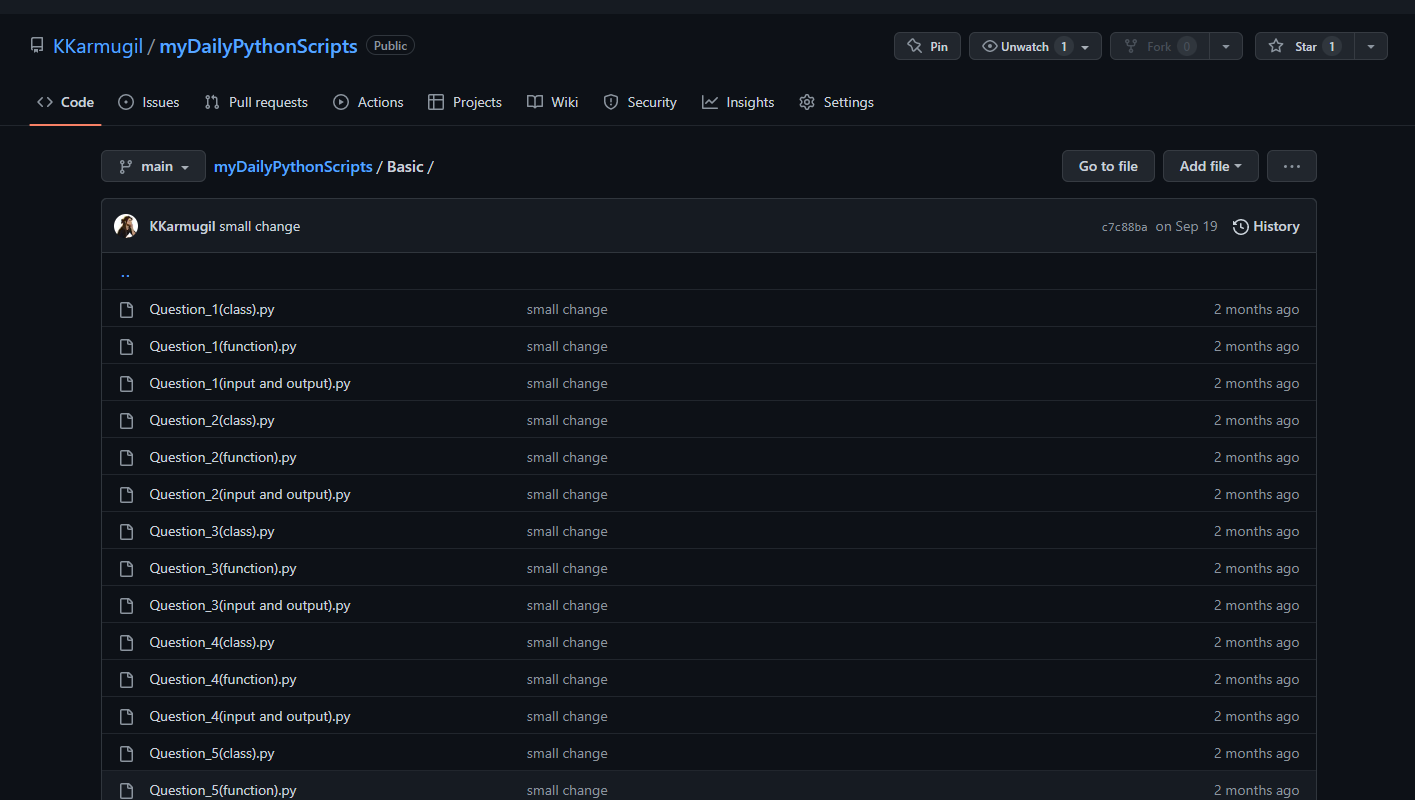 KKarmugil / myDailyPythonScripts Public Pin Unwatch 1 Fork 0 Star 1
Code Issues Pull requests Actions Projects Wiki Security Insights Settings
main myDailyPythonScripts / Basic / Go to file Add file ...
KKarmugil small change c7c88ba on Sep 19 History
..
Question_1(class).py small change 2 months ago
Question_1(function).py small change 2 months ago
Question_1(input and output).py small change 2 months ago
Question_2(class).py small change 2 months ago
Question_2(function).py small change 2 months ago
Question_2(input and output).py small change 2 months ago
Question_3(class).py small change 2 months ago
Question_3(function).py small change 2 months ago
Question_3(input and output).py small change 2 months ago
Question_4(class).py small change 2 months ago
Question_4(function).py small change 2 months ago
Question_4(input and output).py small change 2 months ago
Question_5(class).py small change 2 months ago
Question_5(function).py small change 2 months ago